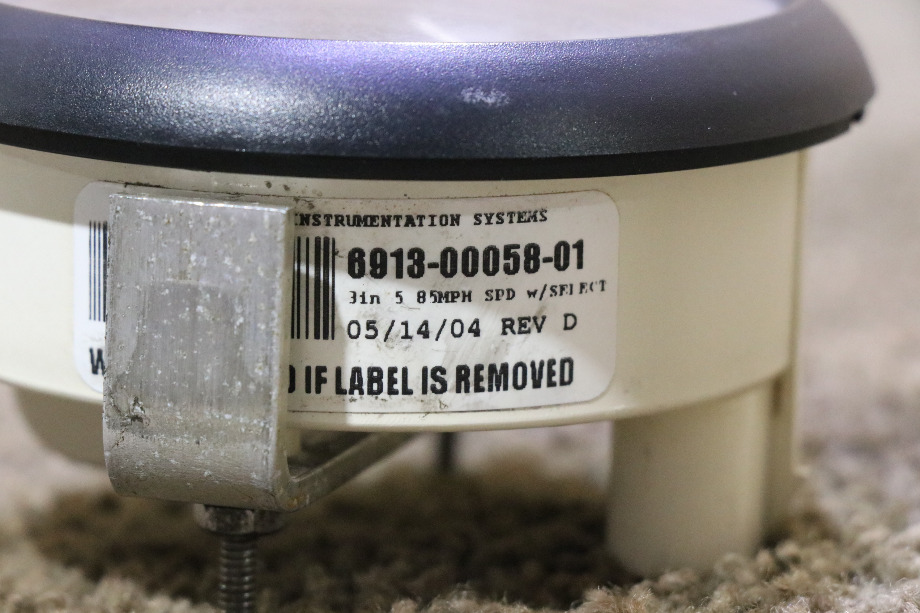 INSTRUMENTATION SYSTEMS
6913-00058-01
3in 5 85MPH SPD w/SELECT
05/14/04 REV D
IF LABEL IS REMOVED